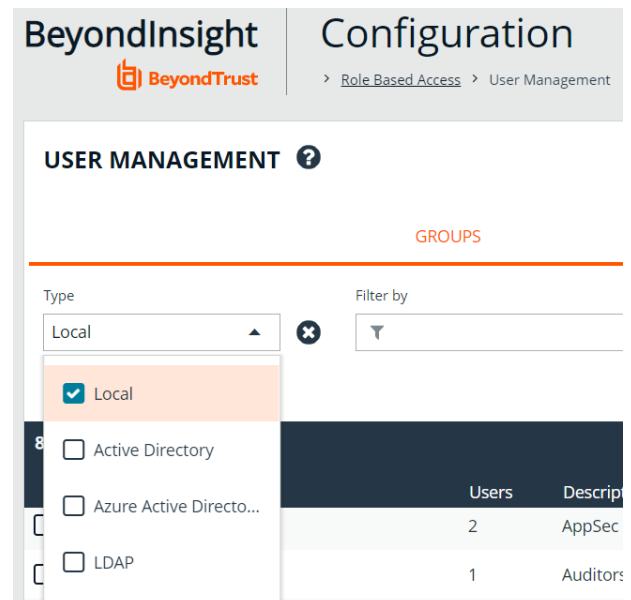 BeyondInsight
BeyondTrust
Configuration
> Role Based Access > User Management
USER MANAGEMENT ?
GROUPS
Type
Filter by
Local
Local
Active Directory
Azure Active Directo...
LDAP
8
Users Descript
2 AppSec
1 Auditors